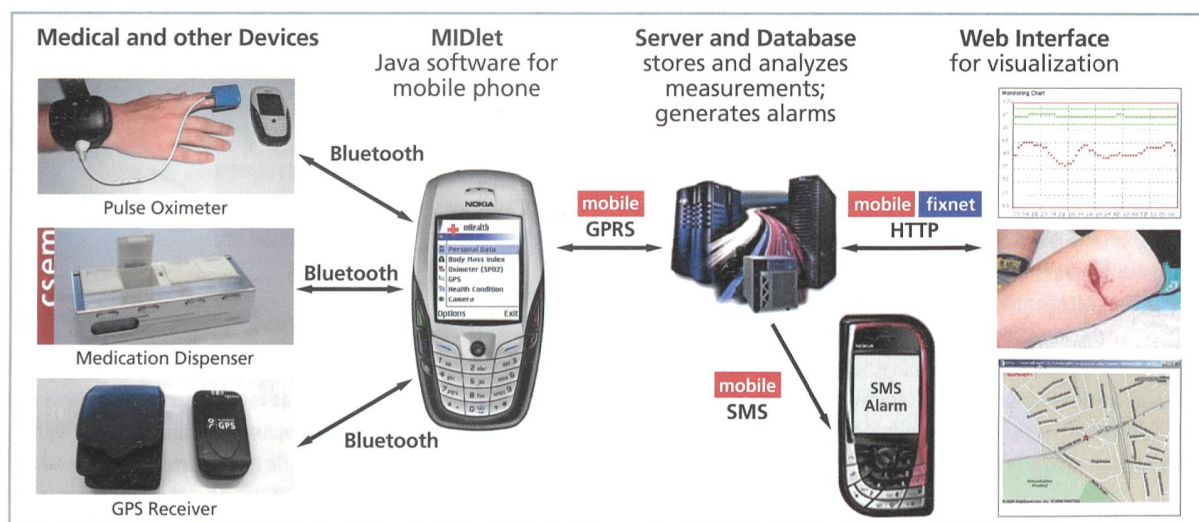 Medical and other Devices
Pulse Oximeter
csem
Medication Dispenser
GPS
GPS Receiver
Bluetooth
Bluetooth
Bluetooth
MIDlet
Java software for
mobile phone
NOKIA
mHealth
Personal Data
Body Mass Index
Oximeter (SPO2)
GPS
Health Condition
Camera
Options Exit
mobile
GPRS
Server and Database
stores and analyzes
measurements;
generates alarms
mobile fixnet
HTTP
mobile
SMS
NOKIA
SMS
Alarm
Web Interface
for visualization
Monitoring Chart